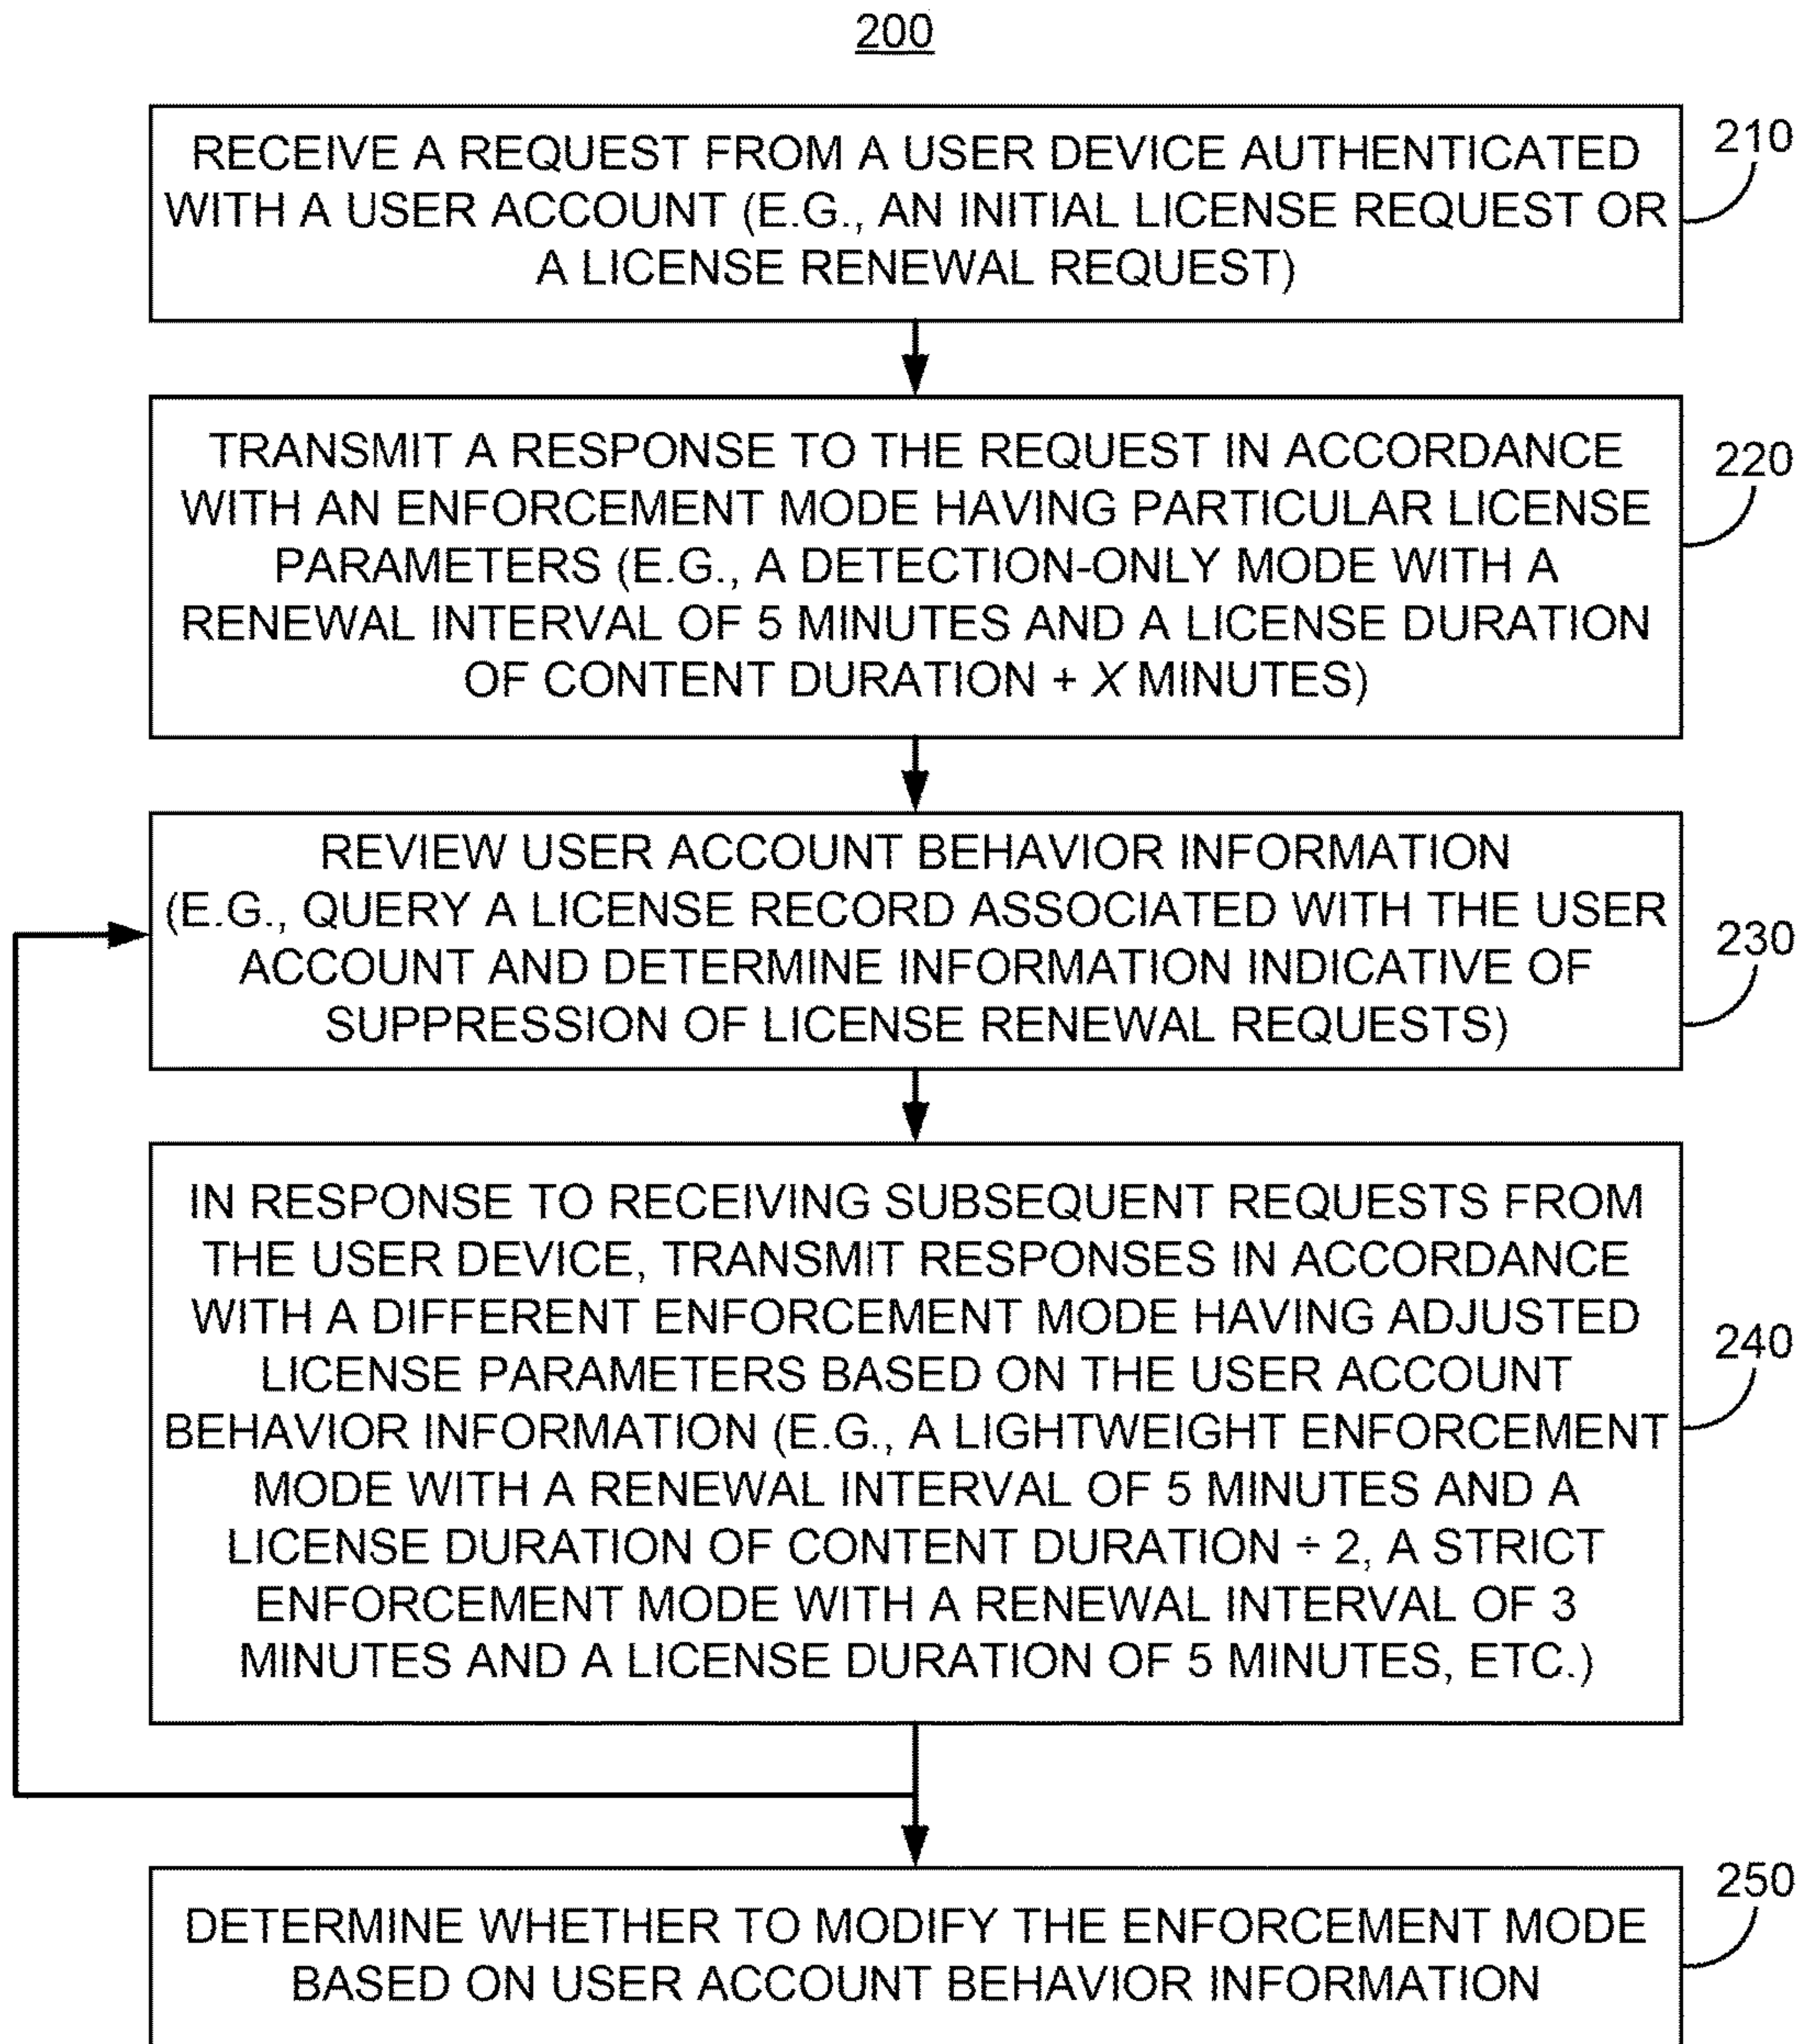 200
RECEIVE A REQUEST FROM A USER DEVICE AUTHENTICATED
WITH A USER ACCOUNT (E.G., AN INITIAL LICENSE REQUEST OR
A LICENSE RENEWAL REQUEST)
210
TRANSMIT A RESPONSE TO THE REQUEST IN ACCORDANCE
WITH AN ENFORCEMENT MODE HAVING PARTICULAR LICENSE
PARAMETERS (E.G., A DETECTION-ONLY MODE WITH A
RENEWAL INTERVAL OF 5 MINUTES AND A LICENSE DURATION
OF CONTENT DURATION + X MINUTES)
220
REVIEW USER ACCOUNT BEHAVIOR INFORMATION
(E.G., QUERY A LICENSE RECORD ASSOCIATED WITH THE USER
ACCOUNT AND DETERMINE INFORMATION INDICATIVE OF
SUPPRESSION OF LICENSE RENEWAL REQUESTS)
230
IN RESPONSE TO RECEIVING SUBSEQUENT REQUESTS FROM
THE USER DEVICE, TRANSMIT RESPONSES IN ACCORDANCE
WITH A DIFFERENT ENFORCEMENT MODE HAVING ADJUSTED
LICENSE PARAMETERS BASED ON THE USER ACCOUNT
BEHAVIOR INFORMATION (E.G., A LIGHTWEIGHT ENFORCEMENT
MODE WITH A RENEWAL INTERVAL OF 5 MINUTES AND A
LICENSE DURATION OF CONTENT DURATION ÷ 2, A STRICT
ENFORCEMENT MODE WITH A RENEWAL INTERVAL OF 3
MINUTES AND A LICENSE DURATION OF 5 MINUTES, ETC.)
240
DETERMINE WHETHER TO MODIFY THE ENFORCEMENT MODE
BASED ON USER ACCOUNT BEHAVIOR INFORMATION
250